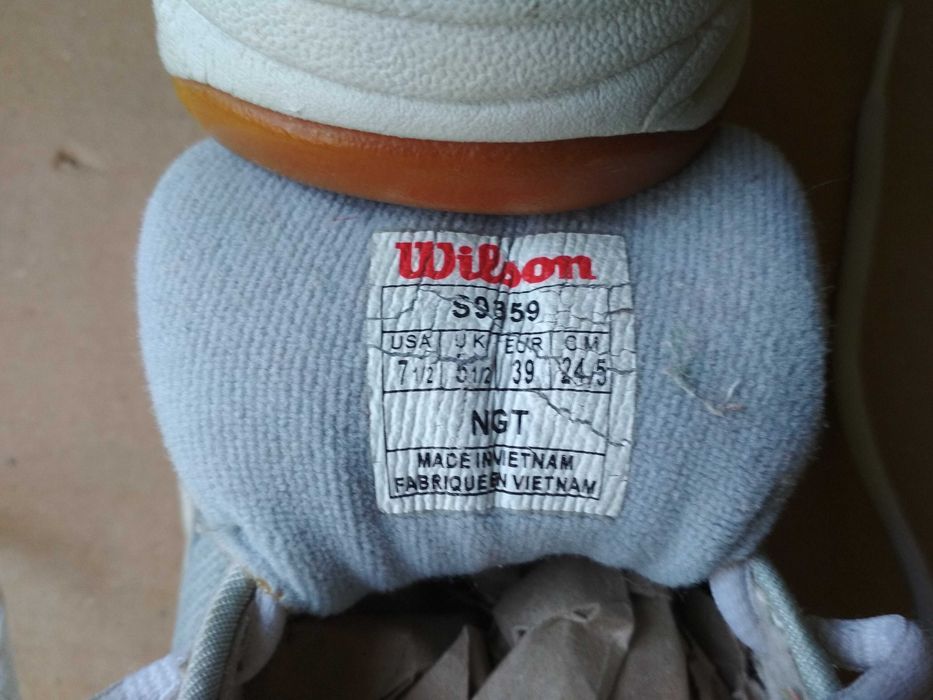 Wilson
S9859
USA UK EUR CM
7 1/2 5 1/2 39 24/5
NGT
MADE IN VIETNAM
FABRIQUE EN VIETNAM